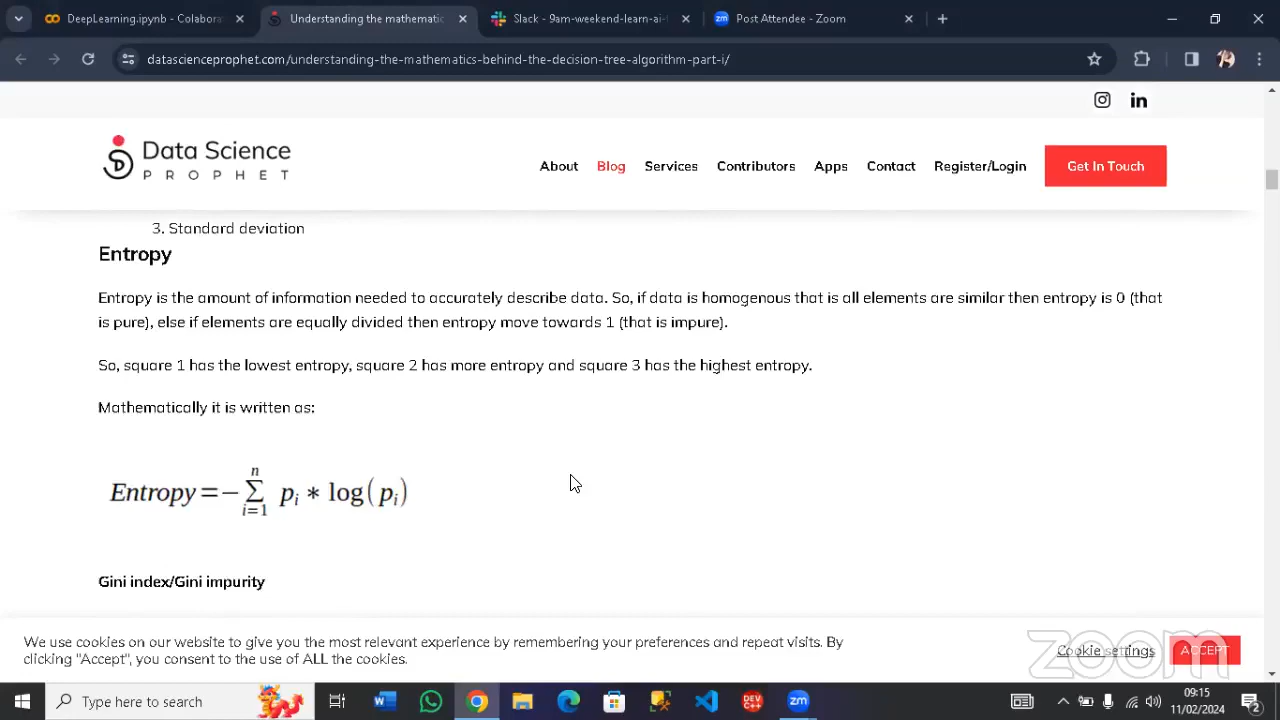 DeepLearning.ipynb - Colabora
Understanding the mathematic
Slack - 9am-weekend-learn-ai-
Post Attendee - Zoom
datascienceprophet.com/understanding-the-mathematics-behind-the-decision-tree-algorithm-part-i/
Data Science
PROPHET
About
Blog
Services
Contributors
Apps
Contact
Register/Login
Get In Touch
3. Standard deviation
Entropy
Entropy is the amount of information needed to accurately describe data. So, if data is homogenous that is all elements are similar then entropy is 0 (that
is pure), else if elements are equally divided then entropy move towards 1 (that is impure).
So, square 1 has the lowest entropy, square 2 has more entropy and square 3 has the highest entropy.
Mathematically it is written as:
Entropy = − ∑ⁿᵢ₌₁ pᵢ * log(pᵢ)
Gini index/Gini impurity
We use cookies on our website to give you the most relevant experience by remembering your preferences and repeat visits. By
clicking "Accept", you consent to the use of ALL the cookies.
Cookie settings
ACCEPT
zoom
Type here to search
09:15
11/02/2024